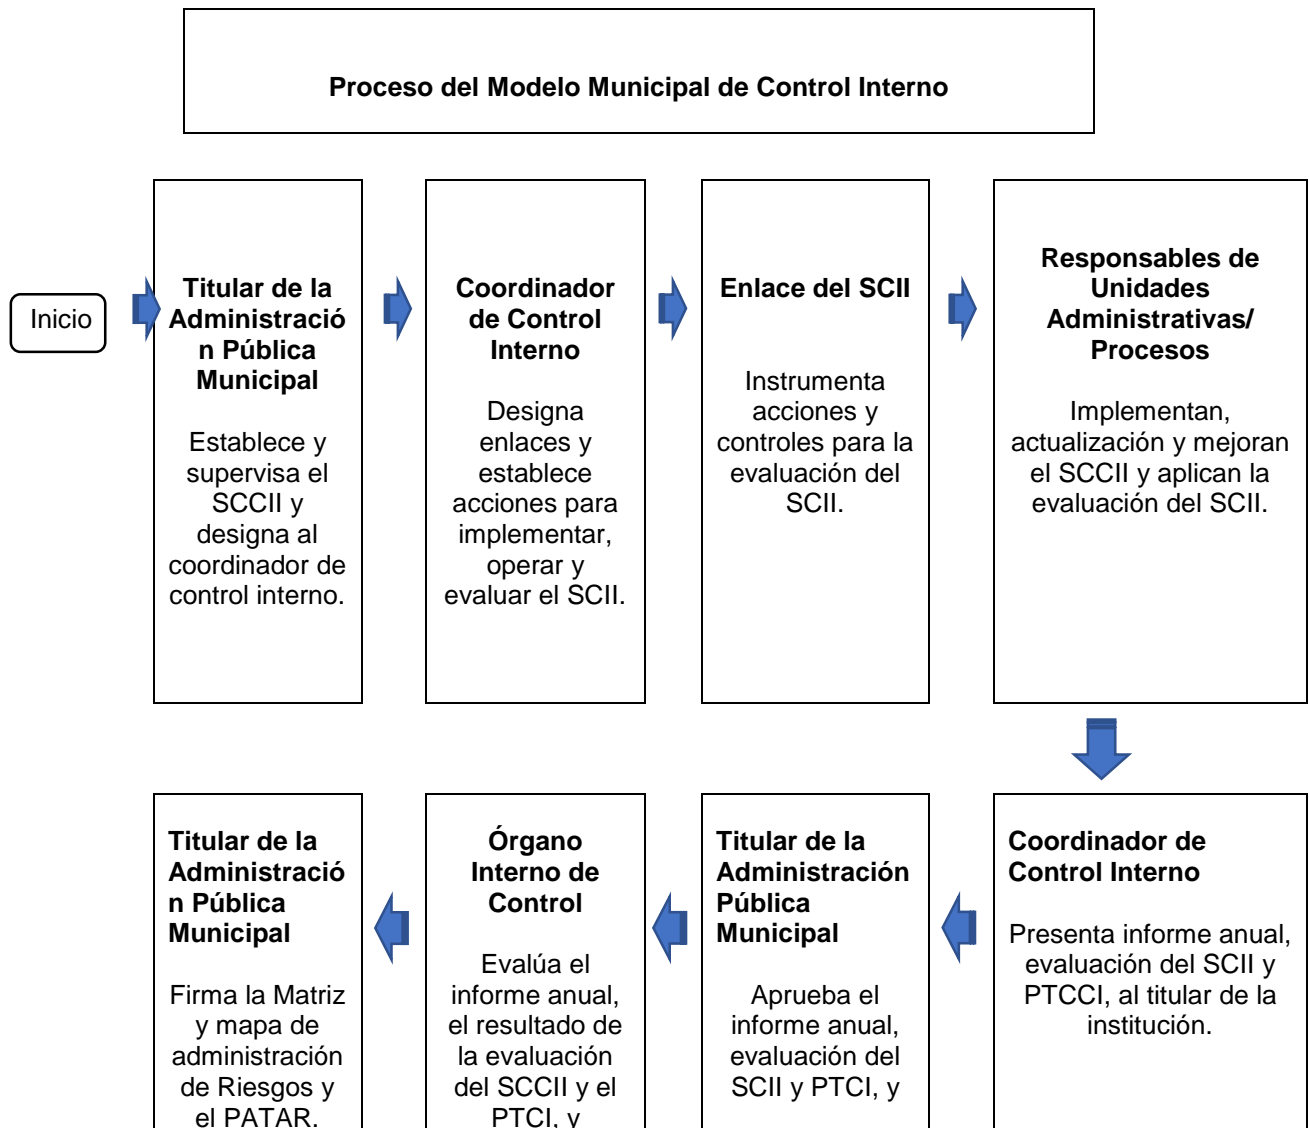 Proceso del Modelo Municipal de Control Interno
Inicio
Titular de la
Administració
n Pública
Municipal
Establece y
supervisa el
SCCII y
designa al
coordinador de
control interno.
Coordinador
de Control
Interno
Designa
enlaces y
establece
acciones para
implementar,
operar y
evaluar el SCII.
Enlace del SCII
Instrumenta
acciones y
controles para la
evaluación del
SCII.
Responsables de
Unidades
Administrativas/
Procesos
Implementan,
actualización y mejoran
el SCCII y aplican la
evaluación del SCII.
Coordinador de
Control Interno
Presenta informe anual,
evaluación del SCII y
PTCCI, al titular de la
institución.
Titular de la
Administración
Pública
Municipal
Aprueba el
informe anual,
evaluación del
SCII y PTCI, y
Órgano
Interno de
Control
Evalúa el
informe anual,
el resultado de
la evaluación
del SCCII y el
PTCI, y
Titular de la
Administració
n Pública
Municipal
Firma la Matriz
y mapa de
administración
de Riesgos y
el PATAR.